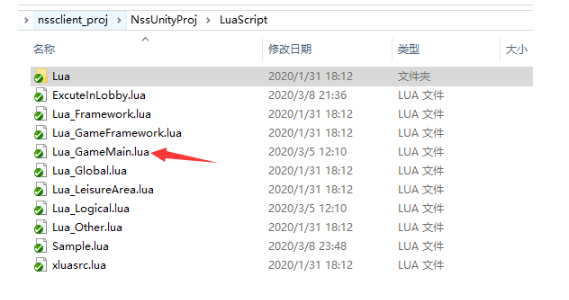 nssclient_proj > NssUnityProj > LuaScript
名称 修改日期 类型 大小
Lua 2020/1/31 18:12 文件夹
ExcuteInLobby.lua 2020/3/8 21:36 LUA 文件
Lua_Framework.lua 2020/1/31 18:12 LUA 文件
Lua_GameFramework.lua 2020/1/31 18:12 LUA 文件
Lua_GameMain.lua 2020/3/5 12:10 LUA 文件
Lua_Global.lua 2020/1/31 18:12 LUA 文件
Lua_LeisureArea.lua 2020/1/31 18:12 LUA 文件
Lua_Logical.lua 2020/3/5 12:10 LUA 文件
Lua_Other.lua 2020/1/31 18:12 LUA 文件
Sample.lua 2020/3/8 23:48 LUA 文件
xluasrc.lua 2020/1/31 18:12 LUA 文件